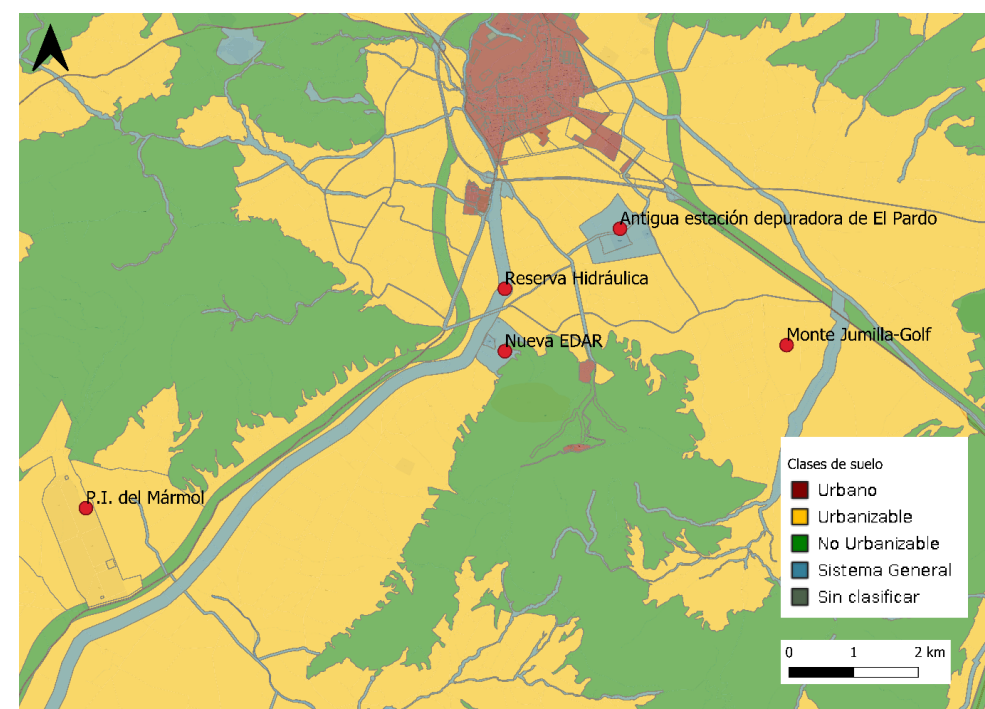 Antigua estación depuradora de El Pardo
Reserva Hidráulica
Monte Jumilla-Golf
Nueva EDAR
P.I. del Mármol
Clases de suelo
Urbano
Urbanizable
No Urbanizable
Sistema General
Sin clasificar
0 1 2 km